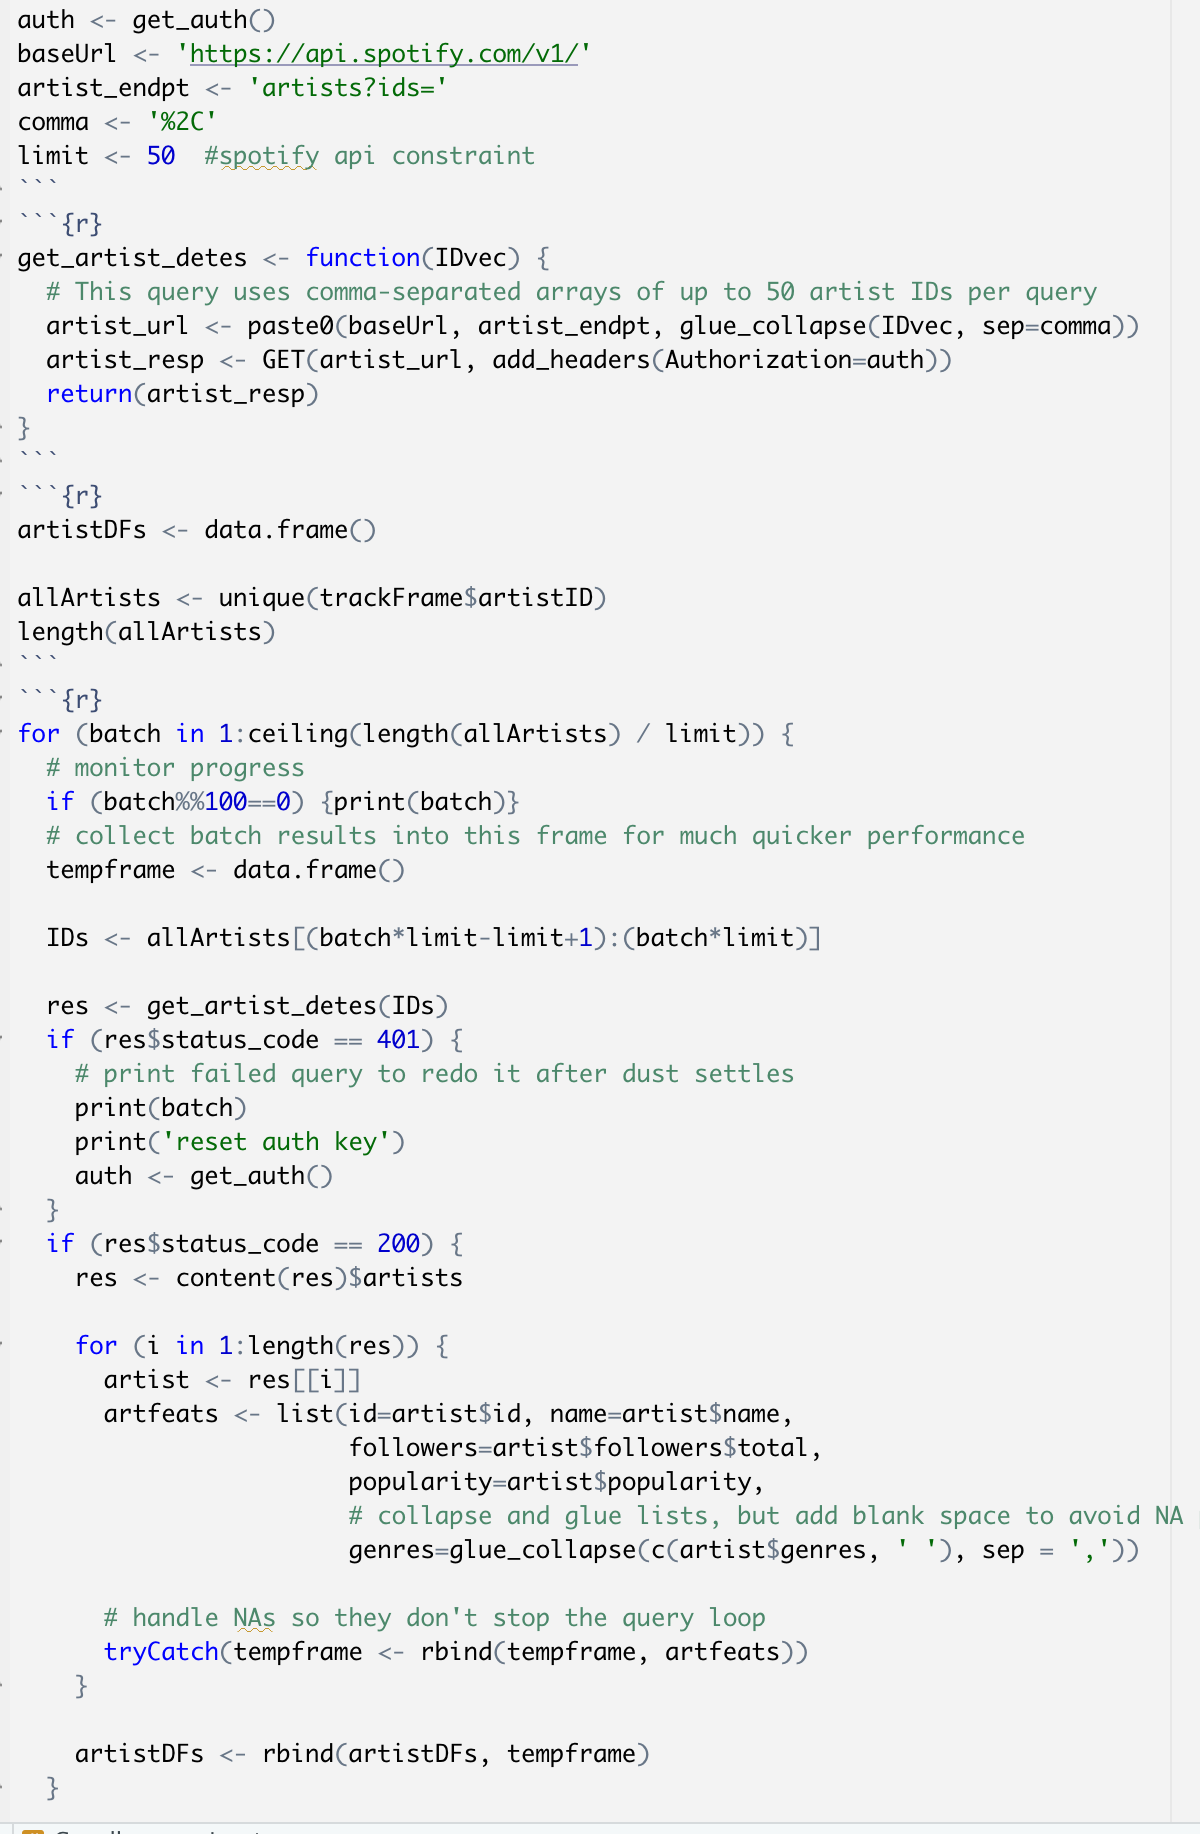 auth <- get_auth()
baseUrl <- 'https://api.spotify.com/v1/'
artist_endpt <- 'artists?ids='
comma <- '%2C'
limit <- 50  #spotify api constraint
```
```{r}
get_artist_detes <- function(IDvec) {
  # This query uses comma-separated arrays of up to 50 artist IDs per query
  artist_url <- paste0(baseUrl, artist_endpt, glue_collapse(IDvec, sep=comma))
  artist_resp <- GET(artist_url, add_headers(Authorization=auth))
  return(artist_resp)
}
```
```{r}
artistDFs <- data.frame()

allArtists <- unique(trackFrame$artistID)
length(allArtists)
```
```{r}
for (batch in 1:ceiling(length(allArtists) / limit)) {
  # monitor progress
  if (batch%%100==0) {print(batch)}
  # collect batch results into this frame for much quicker performance
  tempframe <- data.frame()

  IDs <- allArtists[(batch*limit-limit+1):(batch*limit)]

  res <- get_artist_detes(IDs)
  if (res$status_code == 401) {
    # print failed query to redo it after dust settles
    print(batch)
    print('reset auth key')
    auth <- get_auth()
  }
  if (res$status_code == 200) {
    res <- content(res)$artists

    for (i in 1:length(res)) {
      artist <- res[[i]]
      artfeats <- list(id=artist$id, name=artist$name,
                       followers=artist$followers$total,
                       popularity=artist$popularity,
                       # collapse and glue lists, but add blank space to avoid NA
                       genres=glue_collapse(c(artist$genres, ' '), sep = ','))

      # handle NAs so they don't stop the query loop
      tryCatch(tempframe <- rbind(tempframe, artfeats))
    }

    artistDFs <- rbind(artistDFs, tempframe)
  }